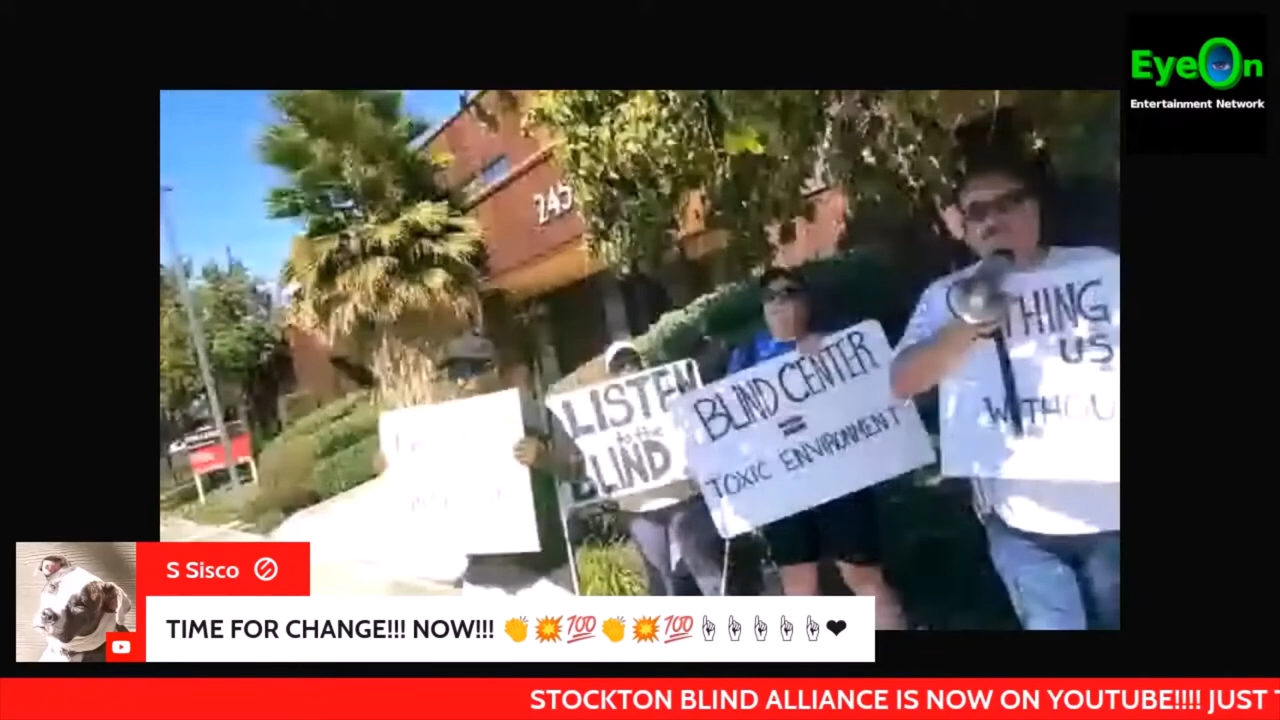 EyeOn
Entertainment Network
245
LISTEN
to the
BLIND
BLIND CENTER
=
TOXIC ENVIRONMENT
THING
US
WITHOU
S Sisco
TIME FOR CHANGE!!! NOW!!! 👏💥💯👏💥💯☝☝☝☝☝❤
STOCKTON BLIND ALLIANCE IS NOW ON YOUTUBE!!!! JUST